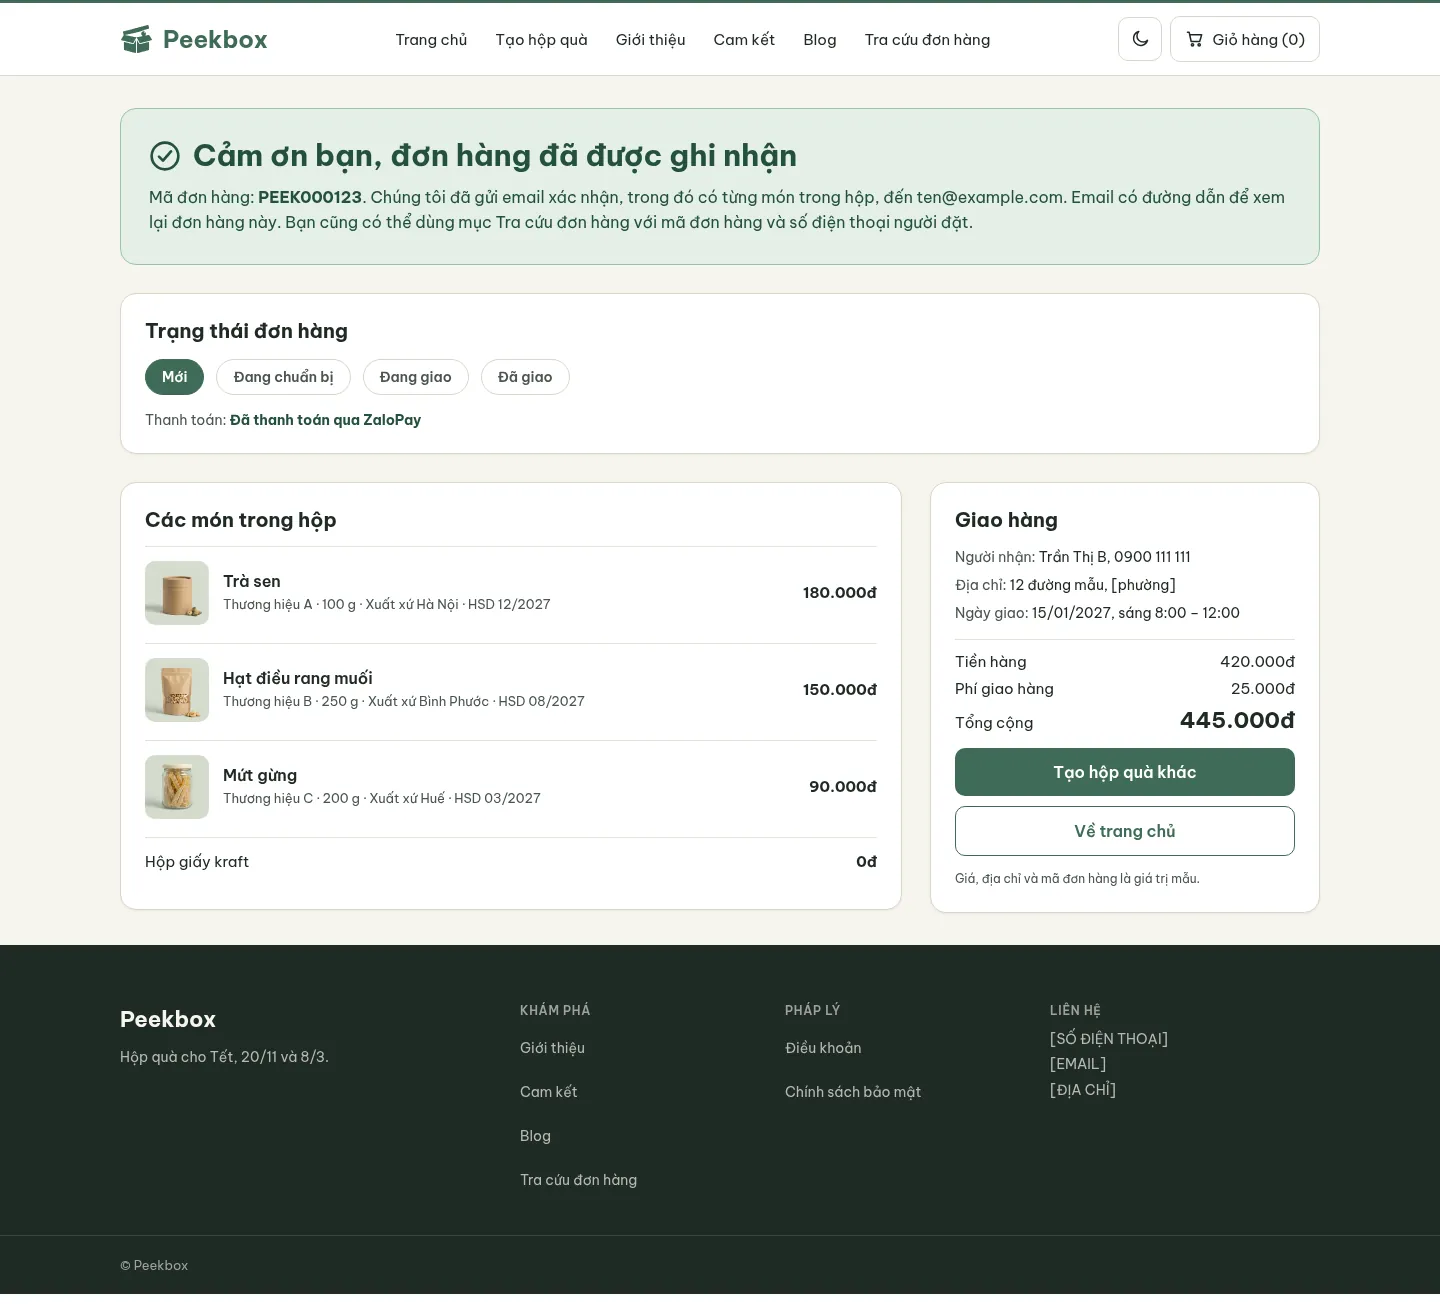 Peekbox
Trang chủ
Tạo hộp quà
Giới thiệu
Cam kết
Blog
Tra cứu đơn hàng
Giỏ hàng (0)
Cảm ơn bạn, đơn hàng đã được ghi nhận
Mã đơn hàng: PEEK000123. Chúng tôi đã gửi email xác nhận, trong đó có từng món trong hộp, đến ten@example.com. Email có đường dẫn để xem
lại đơn hàng này. Bạn cũng có thể dùng mục Tra cứu đơn hàng với mã đơn hàng và số điện thoại người đặt.
Trạng thái đơn hàng
Mới
Đang chuẩn bị
Đang giao
Đã giao
Thanh toán: Đã thanh toán qua ZaloPay
Các món trong hộp
Trà sen
Thương hiệu A · 100 g · Xuất xứ Hà Nội · HSD 12/2027
180.000đ
Hạt điều rang muối
Thương hiệu B · 250 g · Xuất xứ Bình Phước · HSD 08/2027
150.000đ
Mứt gừng
Thương hiệu C · 200 g · Xuất xứ Huế · HSD 03/2027
90.000đ
Hộp giấy kraft
0đ
Giao hàng
Người nhận: Trần Thị B, 0900 111 111
Địa chỉ: 12 đường mẫu, [phường]
Ngày giao: 15/01/2027, sáng 8:00 – 12:00
Tiền hàng
420.000đ
Phí giao hàng
25.000đ
Tổng cộng
445.000đ
Tạo hộp quà khác
Về trang chủ
Giá, địa chỉ và mã đơn hàng là giá trị mẫu.
Peekbox
Hộp quà cho Tết, 20/11 và 8/3.
KHÁM PHÁ
Giới thiệu
Cam kết
Blog
Tra cứu đơn hàng
PHÁP LÝ
Điều khoản
Chính sách bảo mật
LIÊN HỆ
[SỐ ĐIỆN THOẠI]
[EMAIL]
[ĐỊA CHỈ]
© Peekbox